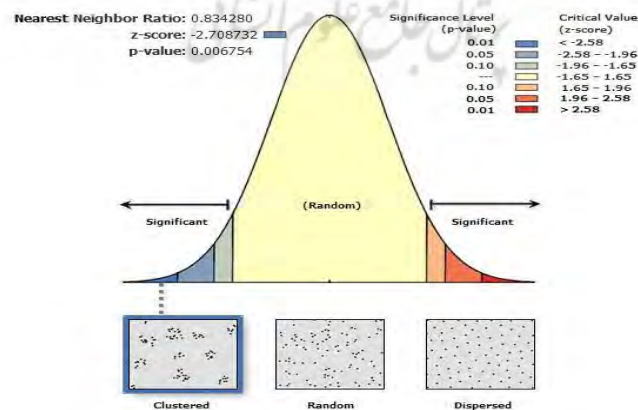 Nearest Neighbor Ratio: 0.834280
z-score: -2.708732
p-value: 0.006754
Significance Level
(p-value)
Critical Value
(z-score)
0.01 < -2.58
0.05 -2.58 - -1.96
0.10 -1.96 - -1.65
--- -1.65 - 1.65
0.10 1.65 - 1.96
0.05 1.96 - 2.58
0.01 > 2.58
Significant
(Random)
Significant
Clustered
Random
Dispersed